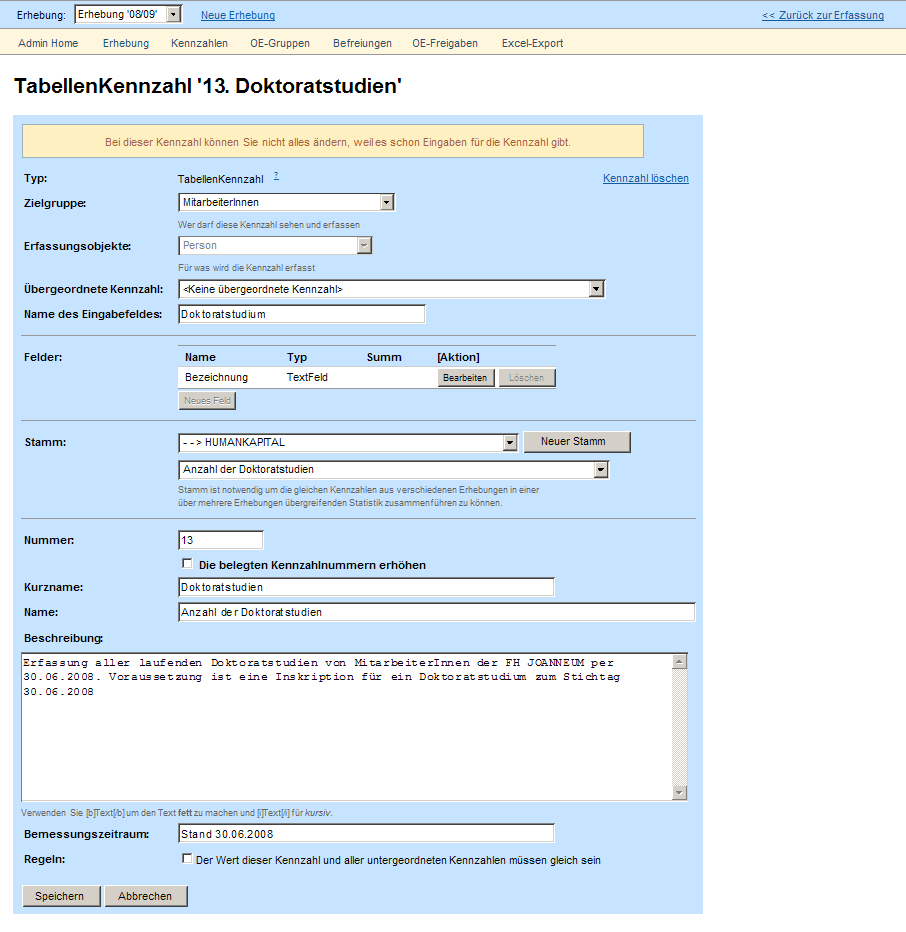 Erhebung: Erhebung '08/09' Neue Erhebung << Zurück zur Erfassung
Admin Home Erhebung Kennzahlen OE-Gruppen Befreiungen OE-Freigaben Excel-Export
TabellenKennzahl '13. Doktoratstudien'
Bei dieser Kennzahl können Sie nicht alles ändern, weil es schon Eingaben für die Kennzahl gibt.
Typ: TabellenKennzahl ? Kennzahl löschen
Zielgruppe: MitarbeiterInnen
Wer darf diese Kennzahl sehen und erfassen
Erfassungsobjekte: Person
Für was wird die Kennzahl erfasst
Übergeordnete Kennzahl: <Keine übergeordnete Kennzahl>
Name des Eingabefeldes: Doktoratstudium
Felder: Name Typ Summ [Aktion]
Bezeichnung TextFeld Bearbeiten Löschen
Neues Feld
Stamm: - - > HUMANKAPITAL Neuer Stamm
Anzahl der Doktoratstudien
Stamm ist notwendig um die gleichen Kennzahlen aus verschiedenen Erhebungen in einer
über mehrere Erhebungen übergreifenden Statistik zusammenführen zu können.
Nummer: 13
Die belegten Kennzahlnummern erhöhen
Kurzname: Doktoratstudien
Name: Anzahl der Doktoratstudien
Beschreibung:
Erfassung aller laufenden Doktoratstudien von MitarbeiterInnen der FH JOANNEUM per
30.06.2008. Voraussetzung ist eine Inskription für ein Doktoratstudium zum Stichtag
30.06.2008
Verwenden Sie [b]Text[/b] um den Text fett zu machen und [i]Text[/i] für kursiv.
Bemessungszeitraum: Stand 30.06.2008
Regeln: Der Wert dieser Kennzahl und aller untergeordneten Kennzahlen müssen gleich sein
Speichern Abbrechen